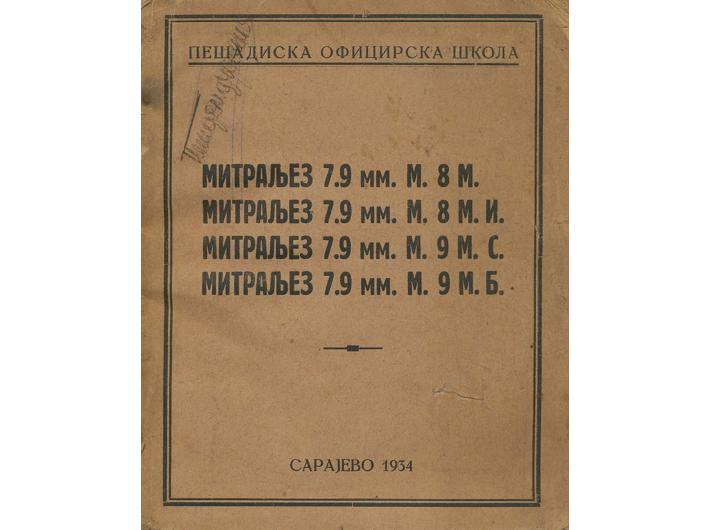 ПЕШАДИСКА ОФИЦИРСКА ШКОЛА
МИТРАЉЕЗ 7.9 мм. М. 8 М.
МИТРАЉЕЗ 7.9 мм. М. 8 М. И.
МИТРАЉЕЗ 7.9 мм. М. 9 М. С.
МИТРАЉЕЗ 7.9 мм. М. 9 М. Б.
САРАЈЕВО 1934